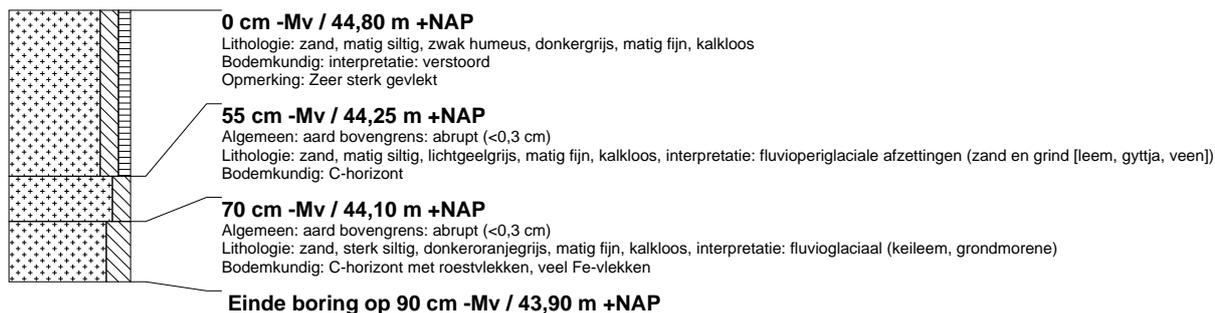 0 cm -Mv / 44,80 m +NAP
Lithologie: zand, matig siltig, zwak humeus, donkergrijs, matig fijn, kalkloos
Bodemkundig: interpretatie: verstoord
Opmerking: Zeer sterk gevlekt
55 cm -Mv / 44,25 m +NAP
Algemeen: aard bovengrens: abrupt (<0,3 cm)
Lithologie: zand, matig siltig, lichtgeelgrijs, matig fijn, kalkloos, interpretatie: fluvioperiglaciale afzettingen (zand en grind [leem, gyttja, veen])
Bodemkundig: C-horizont
70 cm -Mv / 44,10 m +NAP
Algemeen: aard bovengrens: abrupt (<0,3 cm)
Lithologie: zand, sterk siltig, donkeroranjegrijs, matig fijn, kalkloos, interpretatie: fluvioglaciaal (keileem, grondmorene)
Bodemkundig: C-horizont met roestvlekken, veel Fe-vlekken
Einde boring op 90 cm -Mv / 43,90 m +NAP